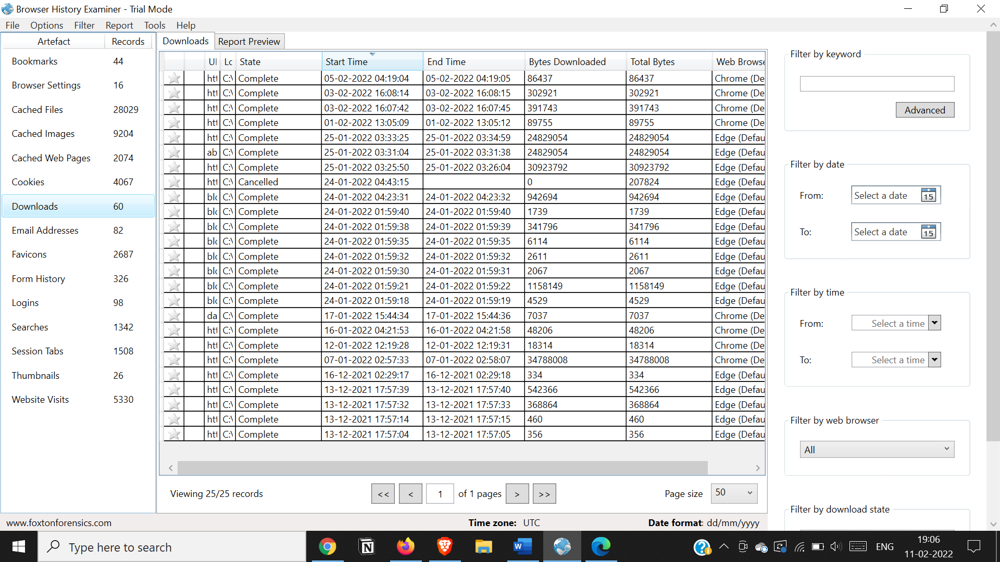 Browser History Examiner - Trial Mode
File Options Filter Report Tools Help
Artefact Records
Bookmarks 44
Browser Settings 16
Cached Files 28029
Cached Images 9204
Cached Web Pages 2074
Cookies 4067
Downloads 60
Email Addresses 82
Favicons 2687
Form History 326
Logins 98
Searches 1342
Session Tabs 1508
Thumbnails 26
Website Visits 5330
Downloads Report Preview
State Start Time End Time Bytes Downloaded Total Bytes Web Browse
htt C:\ Complete 05-02-2022 04:19:04 05-02-2022 04:19:05 86437 86437 Chrome (De
htt C:\ Complete 03-02-2022 16:08:14 03-02-2022 16:08:15 302921 302921 Chrome (De
htt C:\ Complete 03-02-2022 16:07:42 03-02-2022 16:07:45 391743 391743 Chrome (De
htt C:\ Complete 01-02-2022 13:05:09 01-02-2022 13:05:12 89755 89755 Chrome (De
htt C:\ Complete 25-01-2022 03:33:25 25-01-2022 03:34:59 24829054 24829054 Edge (Defau
ab C:\ Complete 25-01-2022 03:31:04 25-01-2022 03:31:38 24829054 24829054 Edge (Defau
htt C:\ Complete 25-01-2022 03:25:50 25-01-2022 03:26:04 30923792 30923792 Edge (Defau
htt C:\ Cancelled 24-01-2022 04:43:15 0 207824 Edge (Defau
blo C:\ Complete 24-01-2022 04:23:31 24-01-2022 04:23:32 942694 942694 Edge (Defau
blo C:\ Complete 24-01-2022 01:59:40 24-01-2022 01:59:40 1739 1739 Edge (Defau
blo C:\ Complete 24-01-2022 01:59:38 24-01-2022 01:59:39 341796 341796 Edge (Defau
blo C:\ Complete 24-01-2022 01:59:35 24-01-2022 01:59:35 6114 6114 Edge (Defau
blo C:\ Complete 24-01-2022 01:59:32 24-01-2022 01:59:32 2611 2611 Edge (Defau
blo C:\ Complete 24-01-2022 01:59:30 24-01-2022 01:59:31 2067 2067 Edge (Defau
blo C:\ Complete 24-01-2022 01:59:21 24-01-2022 01:59:22 1158149 1158149 Edge (Defau
blo C:\ Complete 24-01-2022 01:59:18 24-01-2022 01:59:19 4529 4529 Edge (Defau
da C:\ Complete 17-01-2022 15:44:34 17-01-2022 15:44:36 7037 7037 Chrome (De
htt C:\ Complete 16-01-2022 04:21:53 16-01-2022 04:21:58 48206 48206 Chrome (De
htt C:\ Complete 12-01-2022 12:19:28 12-01-2022 12:19:31 18314 18314 Chrome (De
htt C:\ Complete 07-01-2022 02:57:33 07-01-2022 02:58:07 34788008 34788008 Chrome (De
htt C:\ Complete 16-12-2021 02:29:17 16-12-2021 02:29:18 334 334 Edge (Defau
htt C:\ Complete 13-12-2021 17:57:39 13-12-2021 17:57:40 542366 542366 Edge (Defau
htt C:\ Complete 13-12-2021 17:57:32 13-12-2021 17:57:33 368864 368864 Edge (Defau
htt C:\ Complete 13-12-2021 17:57:14 13-12-2021 17:57:15 460 460 Edge (Defau
htt C:\ Complete 13-12-2021 17:57:04 13-12-2021 17:57:05 356 356 Edge (Defau
Viewing 25/25 records << < 1 of 1 pages > >> Page size 50
Filter by keyword
Advanced
Filter by date
From: Select a date 15
To: Select a date 15
Filter by time
From: Select a time
To: Select a time
Filter by web browser
All
Filter by download state
www.foxtonforensics.com Time zone: UTC Date format: dd/mm/yyyy
Type here to search
ENG
19:06
11-02-2022